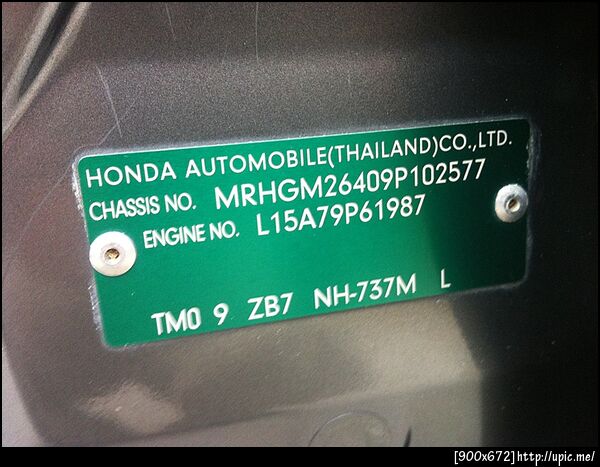 HONDA AUTOMOBILE(THAILAND)CO.,LTD.
CHASSIS NO. MRHGM26409P102577
ENGINE NO. L15A79P61987
TM0 9 ZB7 NH-737M L
[900x672]http://upic.me/